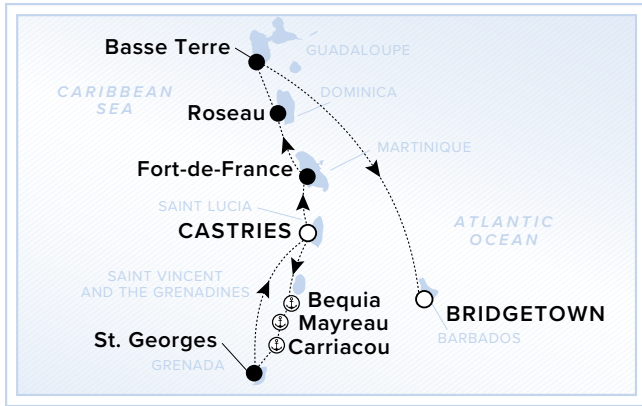 Basse Terre
GUADALOUPE
CARIBBEAN
SEA
DOMINICA
Roseau
MARTINIQUE
Fort-de-France
SAINT LUCIA
CASTRIES
ATLANTIC
OCEAN
SAINT VINCENT
AND THE GRENADINES
Bequia
BRIDGETOWN
Mayreau
BARBADOS
St. Georges
Carriacou
GRENADA